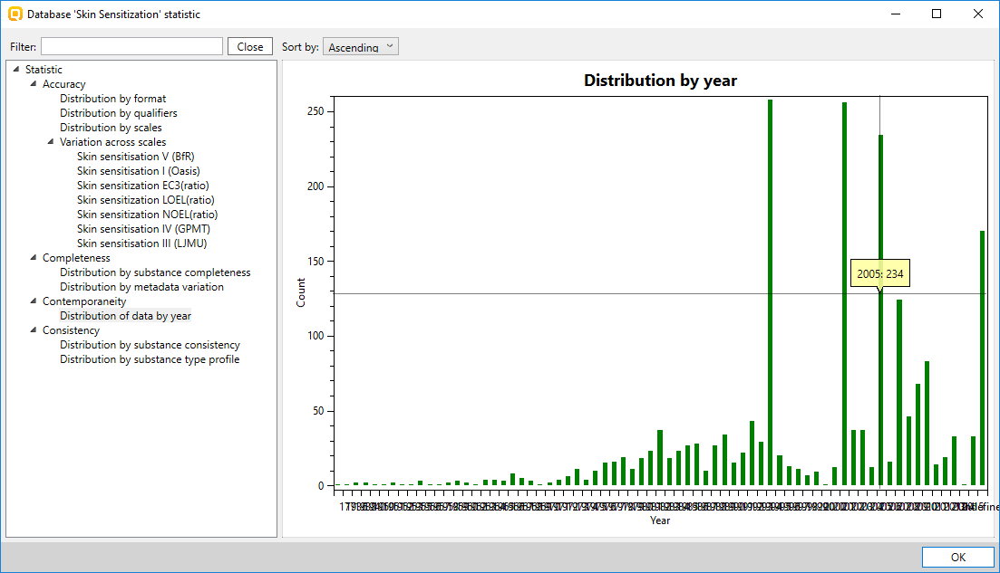 Database 'Skin Sensitization' statistic
Filter:
Close
Sort by:
Ascending
Statistic
Accuracy
Distribution by format
Distribution by qualifiers
Distribution by scales
Variation across scales
Skin sensitisation V (BfR)
Skin sensitisation I (Oasis)
Skin sensitization EC3(ratio)
Skin sensitization LOEL(ratio)
Skin sensitization NOEL(ratio)
Skin sensitisation IV (GPMT)
Skin sensitisation III (LJMU)
Completeness
Distribution by substance completeness
Distribution by metadata variation
Contemporaneity
Distribution of data by year
Consistency
Distribution by substance consistency
Distribution by substance type profile
Distribution by year
250
200
150
100
50
0
Count
2005: 234
Year
OK